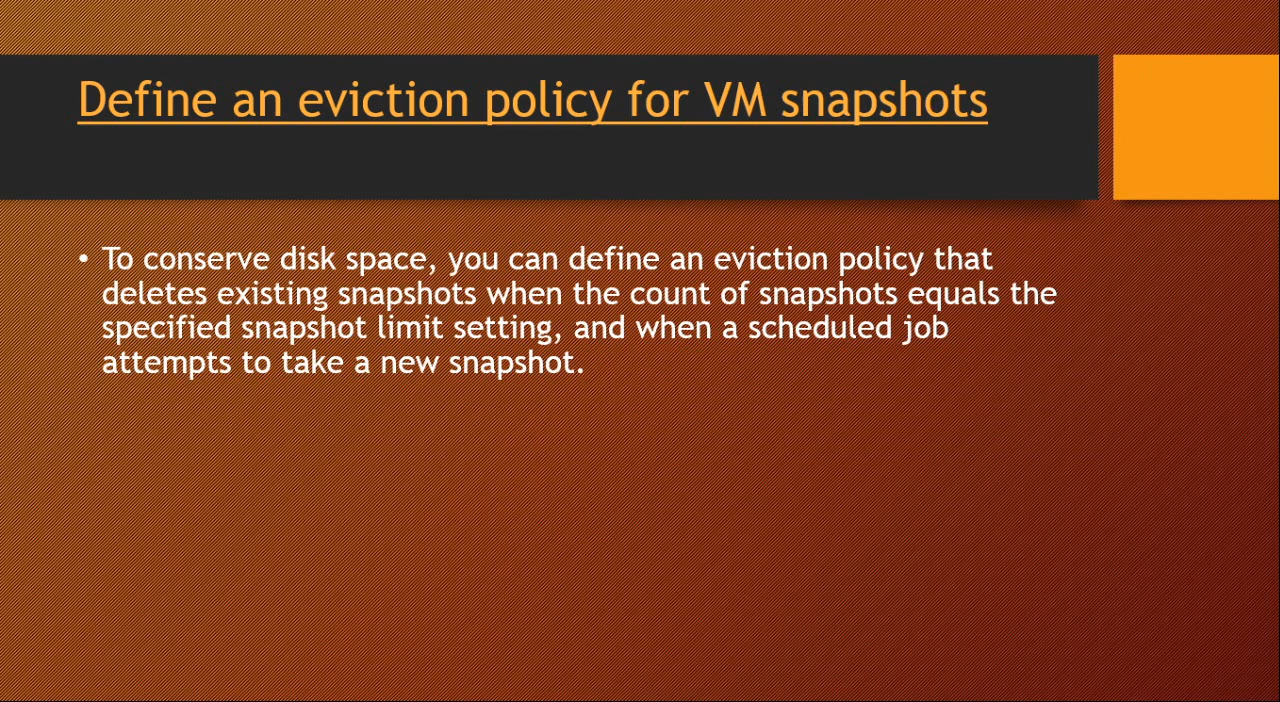 Define an eviction policy for VM snapshots
• To conserve disk space, you can define an eviction policy that
deletes existing snapshots when the count of snapshots equals the
specified snapshot limit setting, and when a scheduled job
attempts to take a new snapshot.